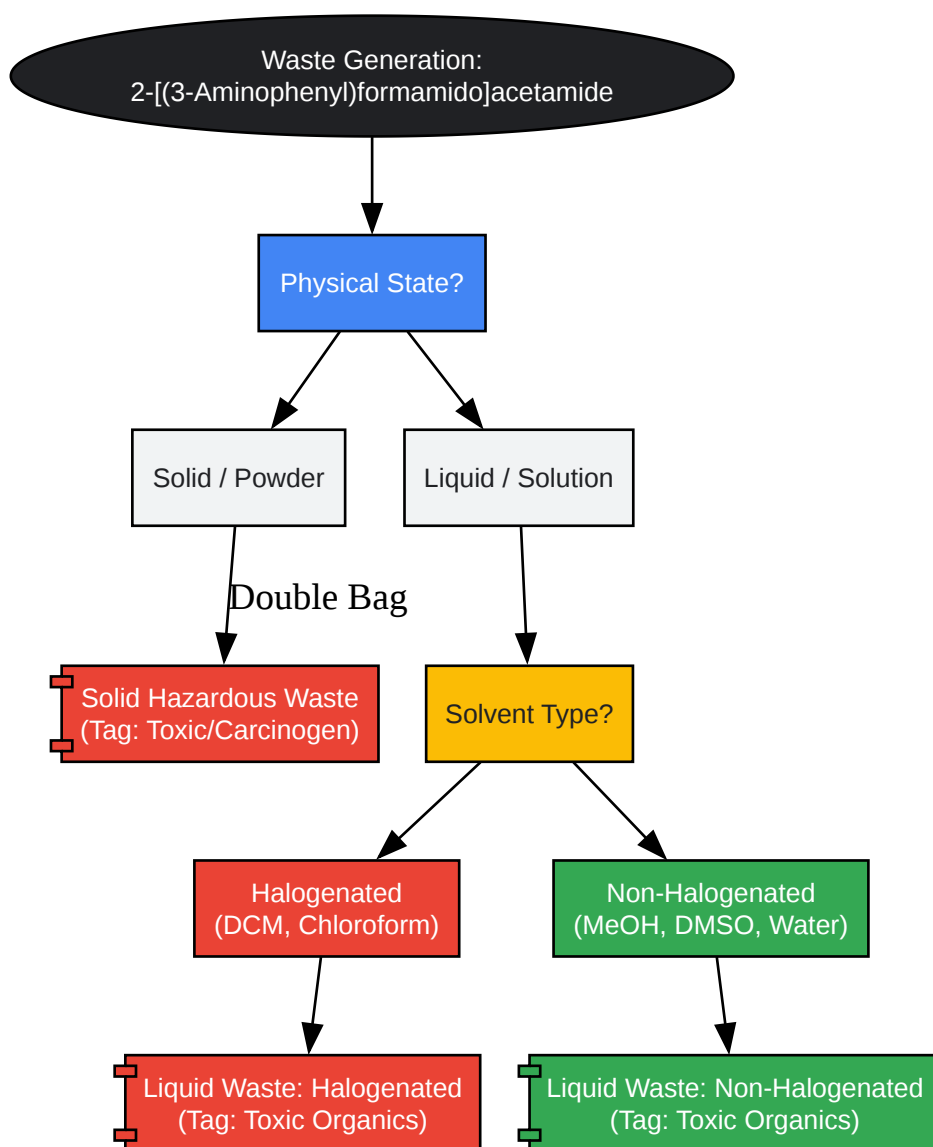 Waste Generation:
2-[(3-Aminophenyl)formamido]acetamide
Physical State?
Solid / Powder
Liquid / Solution
Double Bag
Solid Hazardous Waste
(Tag: Toxic/Carcinogen)
Solvent Type?
Halogenated
(DCM, Chloroform)
Non-Halogenated
(MeOH, DMSO, Water)
Liquid Waste: Halogenated
(Tag: Toxic Organics)
Liquid Waste: Non-Halogenated
(Tag: Toxic Organics)